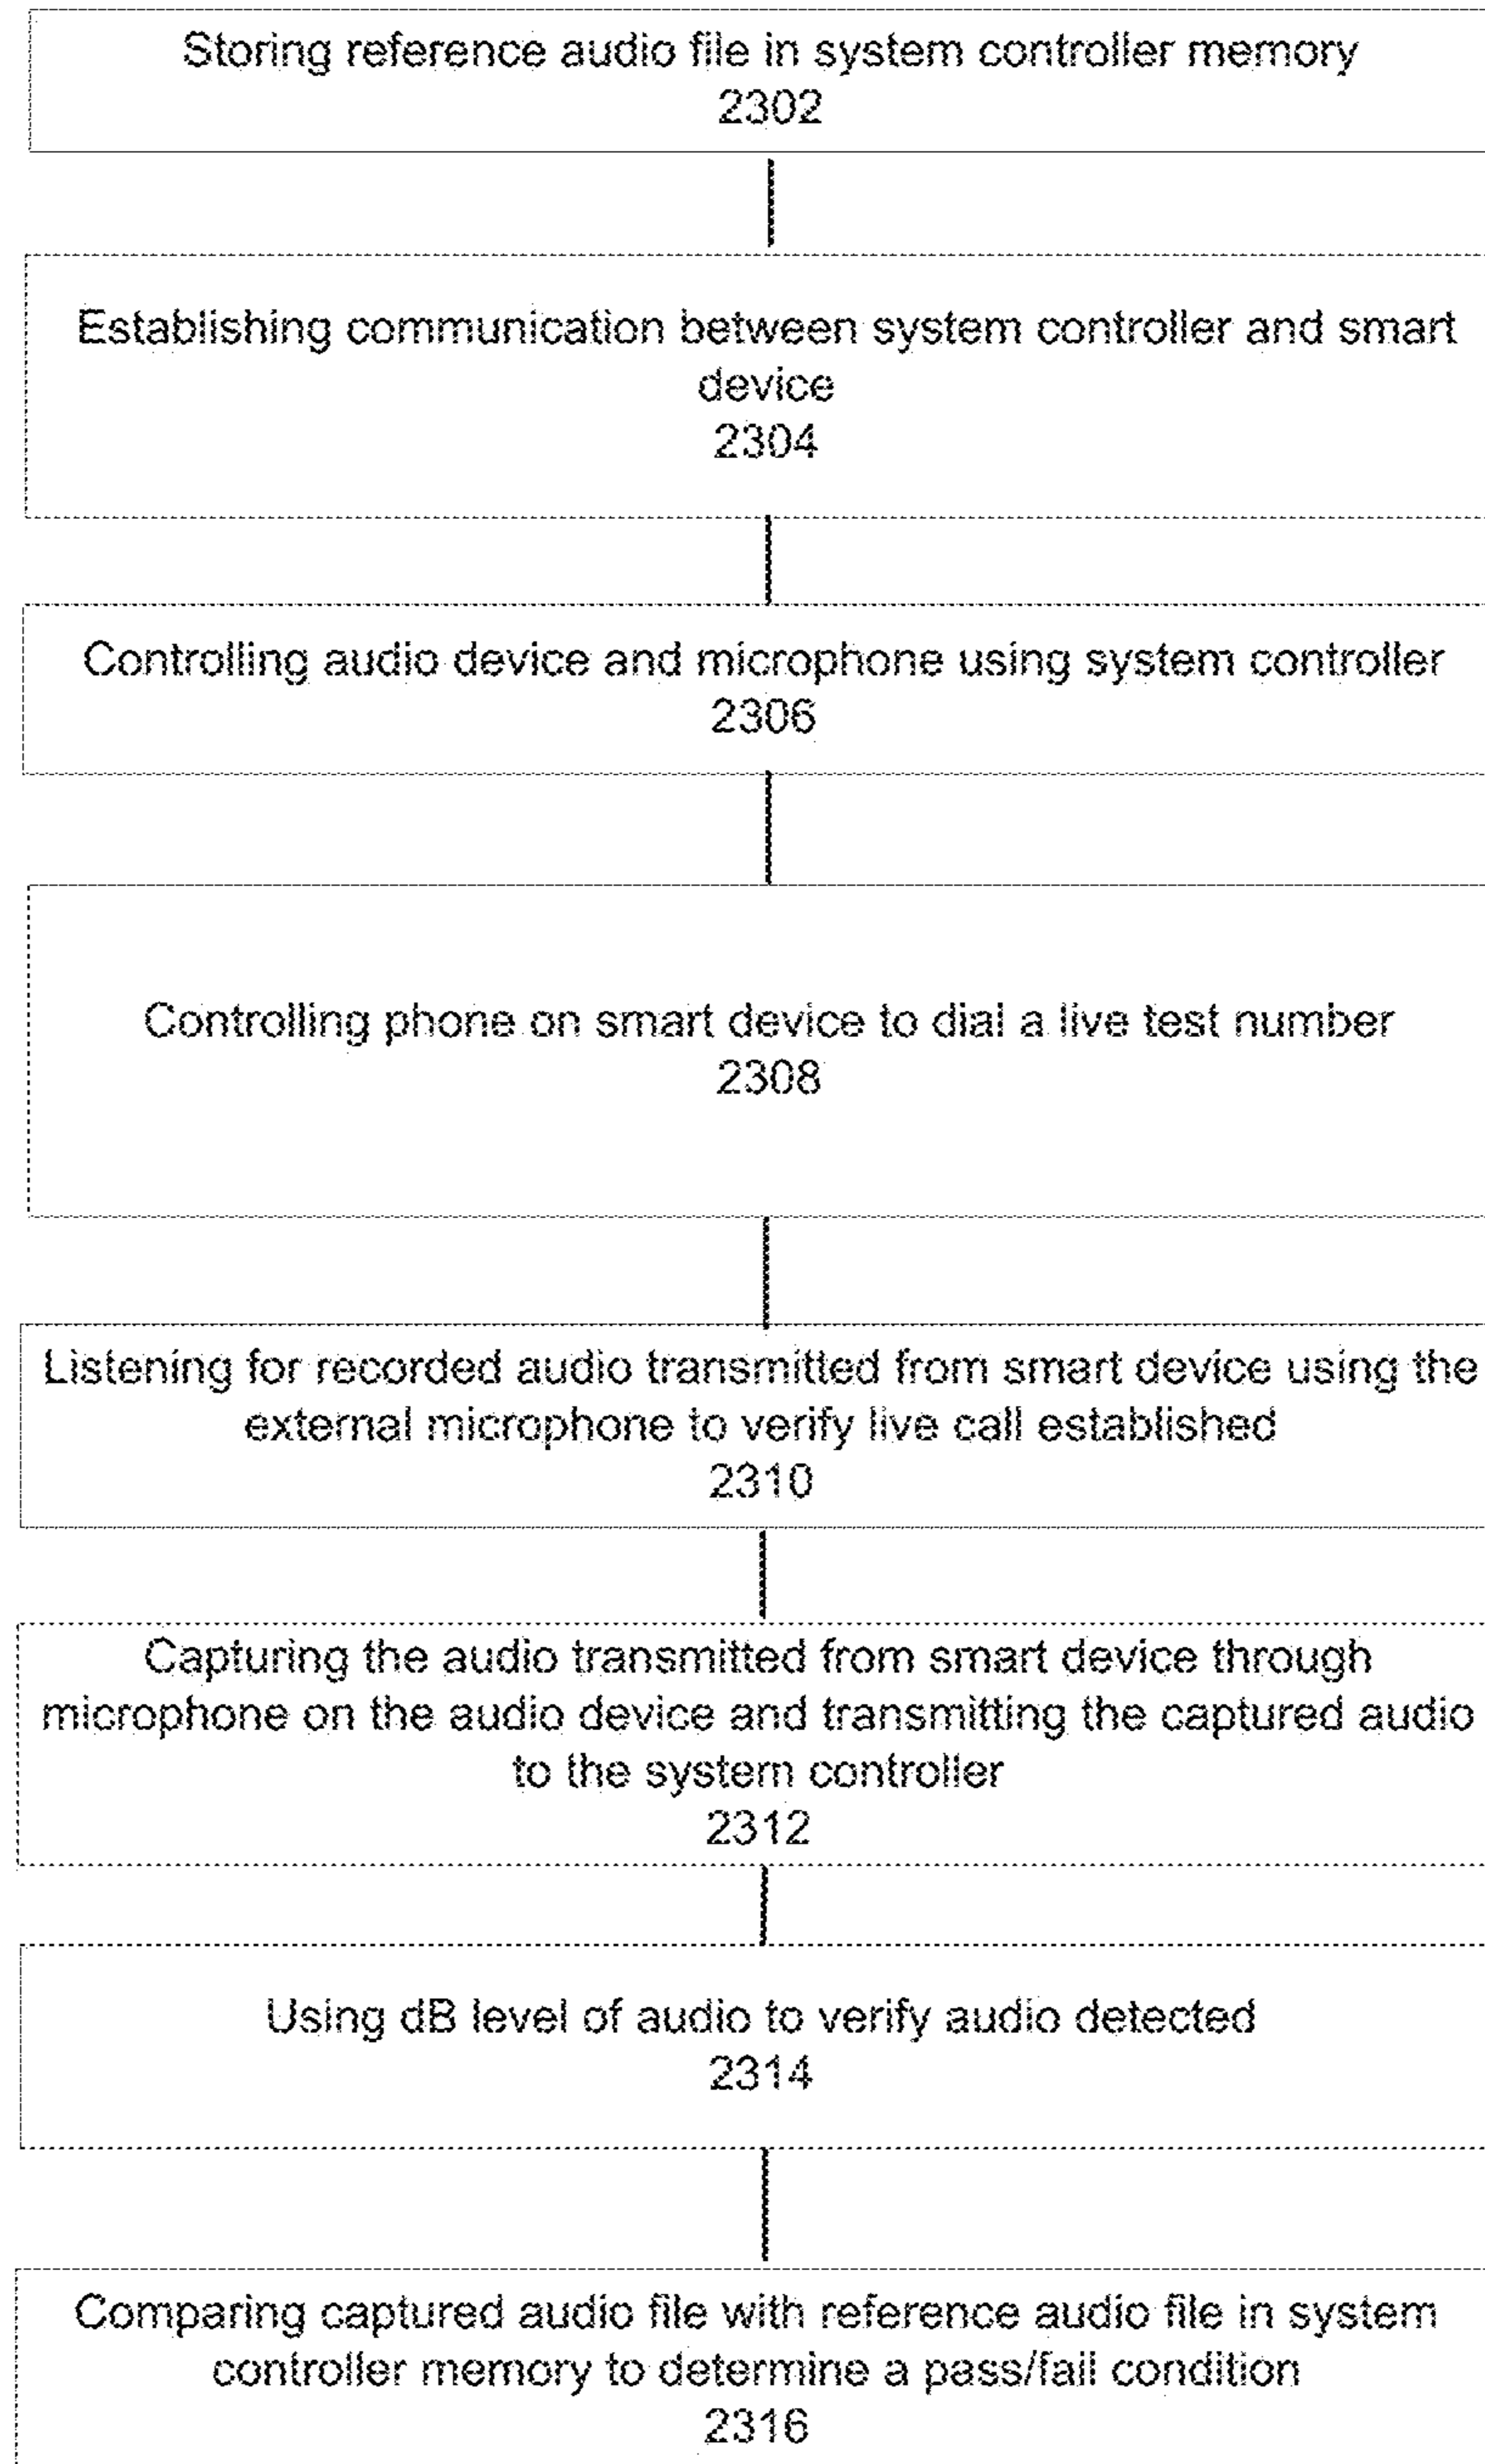 Storing reference audio file in system controller memory
2302
Establishing communication between system controller and smart
device
2304
Controlling audio device and microphone using system controller
2306
Controlling phone on smart device to dial a live test number
2308
Listening for recorded audio transmitted from smart device using the
external microphone to verify live call established
2310
Capturing the audio transmitted from smart device through
microphone on the audio device and transmitting the captured audio
to the system controller
2312
Using dB level of audio to verify audio detected
2314
Comparing captured audio file with reference audio file in system
controller memory to determine a pass/fail condition
2316